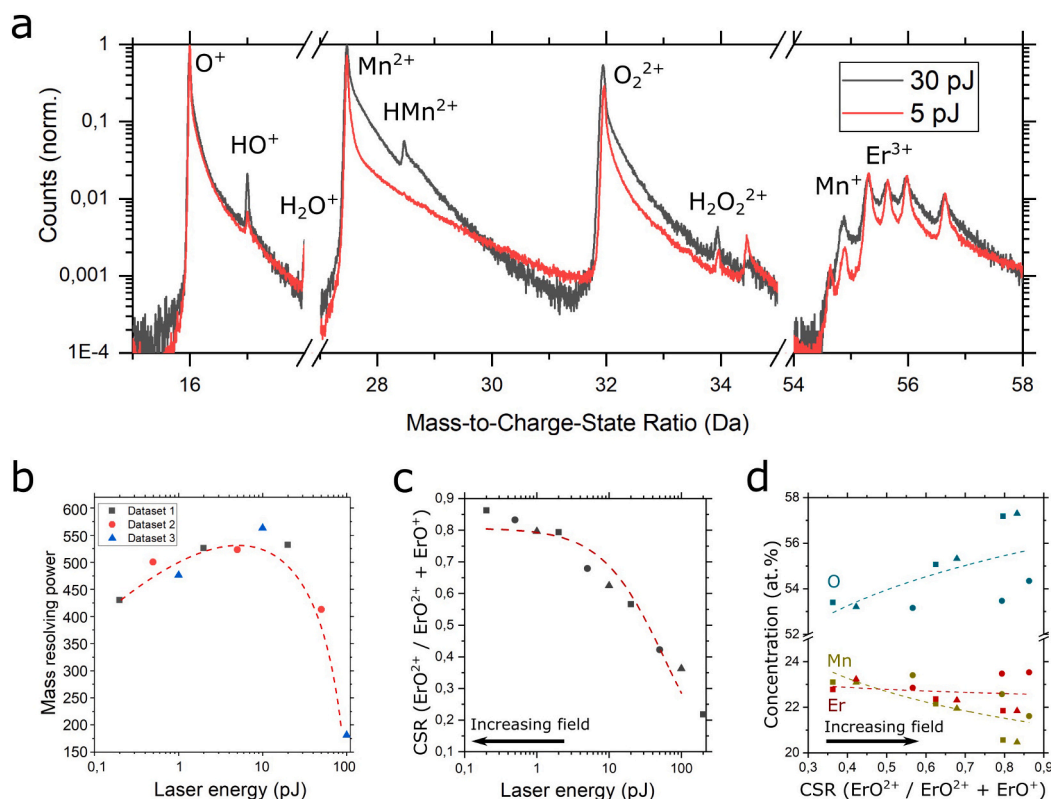 a
1
0,1
0,01
0,001
1E-4
Counts (norm.)
O⁺
HO⁺
H₂O⁺
Mn²⁺
HMn²⁺
O₂²⁺
H₂O₂²⁺
Mn⁺
Er³⁺
30 pJ
5 pJ
16 28 30 32 34 54 56 58
Mass-to-Charge-State Ratio (Da)
b
Mass resolving power
600
550
500
450
400
350
300
250
200
150
Dataset 1
Dataset 2
Dataset 3
0,1 1 10 100
Laser energy (pJ)
c
CSR (ErO²⁺ / ErO²⁺ + ErO⁺)
0,9
0,8
0,7
0,6
0,5
0,4
0,3
0,2
0,1
Increasing field
0,1 1 10 100
Laser energy (pJ)
d
Concentration (at.%)
58
56
54
52
24
22
20
O
Mn
Er
Increasing field
0,3 0,4 0,5 0,6 0,7 0,8 0,9
CSR (ErO²⁺ / ErO²⁺ + ErO⁺)